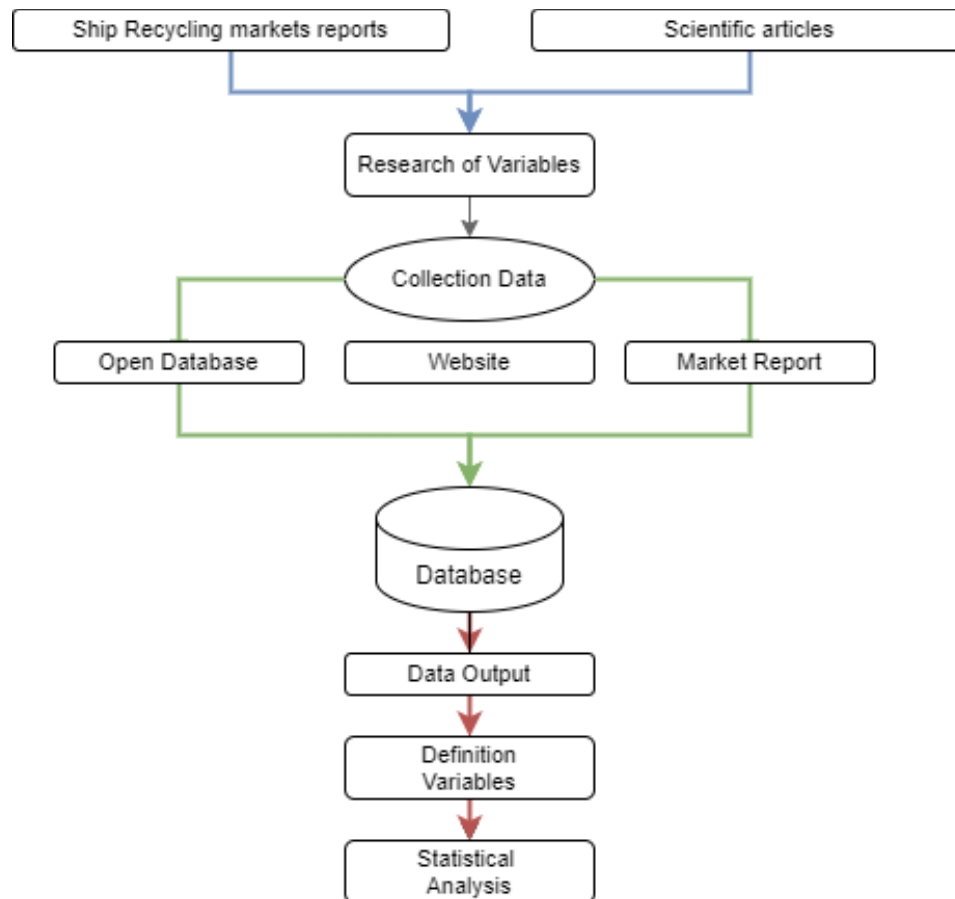 Ship Recycling markets reports
Scientific articles
Research of Variables
Collection Data
Open Database
Website
Market Report
Database
Data Output
Definition
Variables
Statistical
Analysis